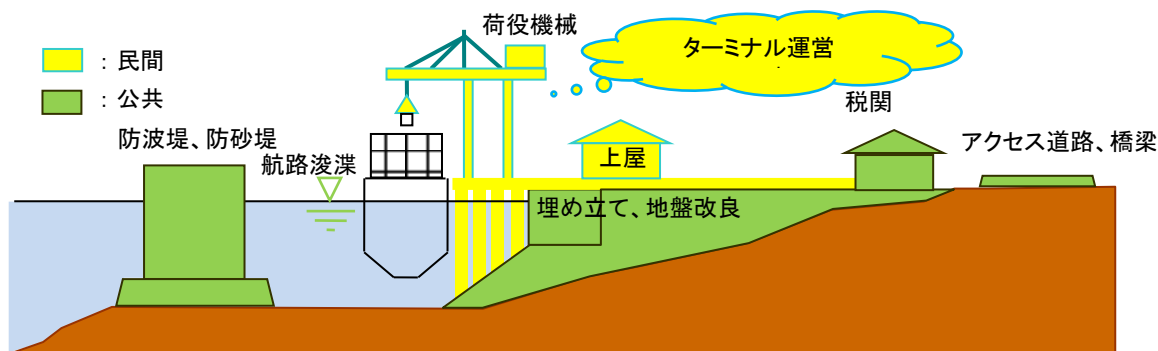 荷役機械
ターミナル運営
：民間
：公共
税関
防波堤、防砂堤
航路浚渫
上屋
アクセス道路、橋梁
埋め立て、地盤改良